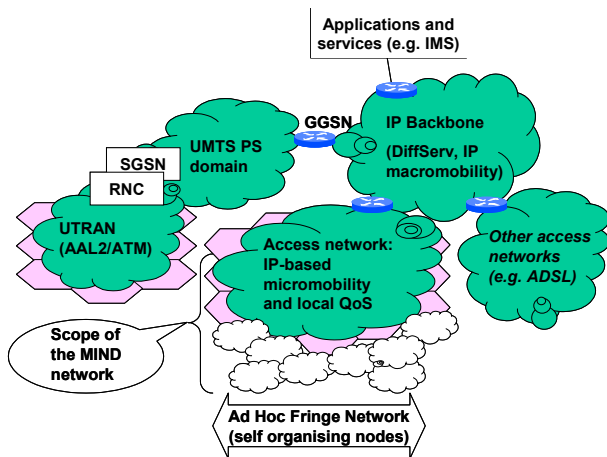 Applications and
services (e.g. IMS)
GGSN
IP Backbone
(DiffServ, IP
macromobility)
UMTS PS
domain
SGSN
RNC
UTRAN
(AAL2/ATM)
Access network:
IP-based
micromobility
and local QoS
Other access
networks
(e.g. ADSL)
Scope of
the MIND
network
Ad Hoc Fringe Network
(self organising nodes)